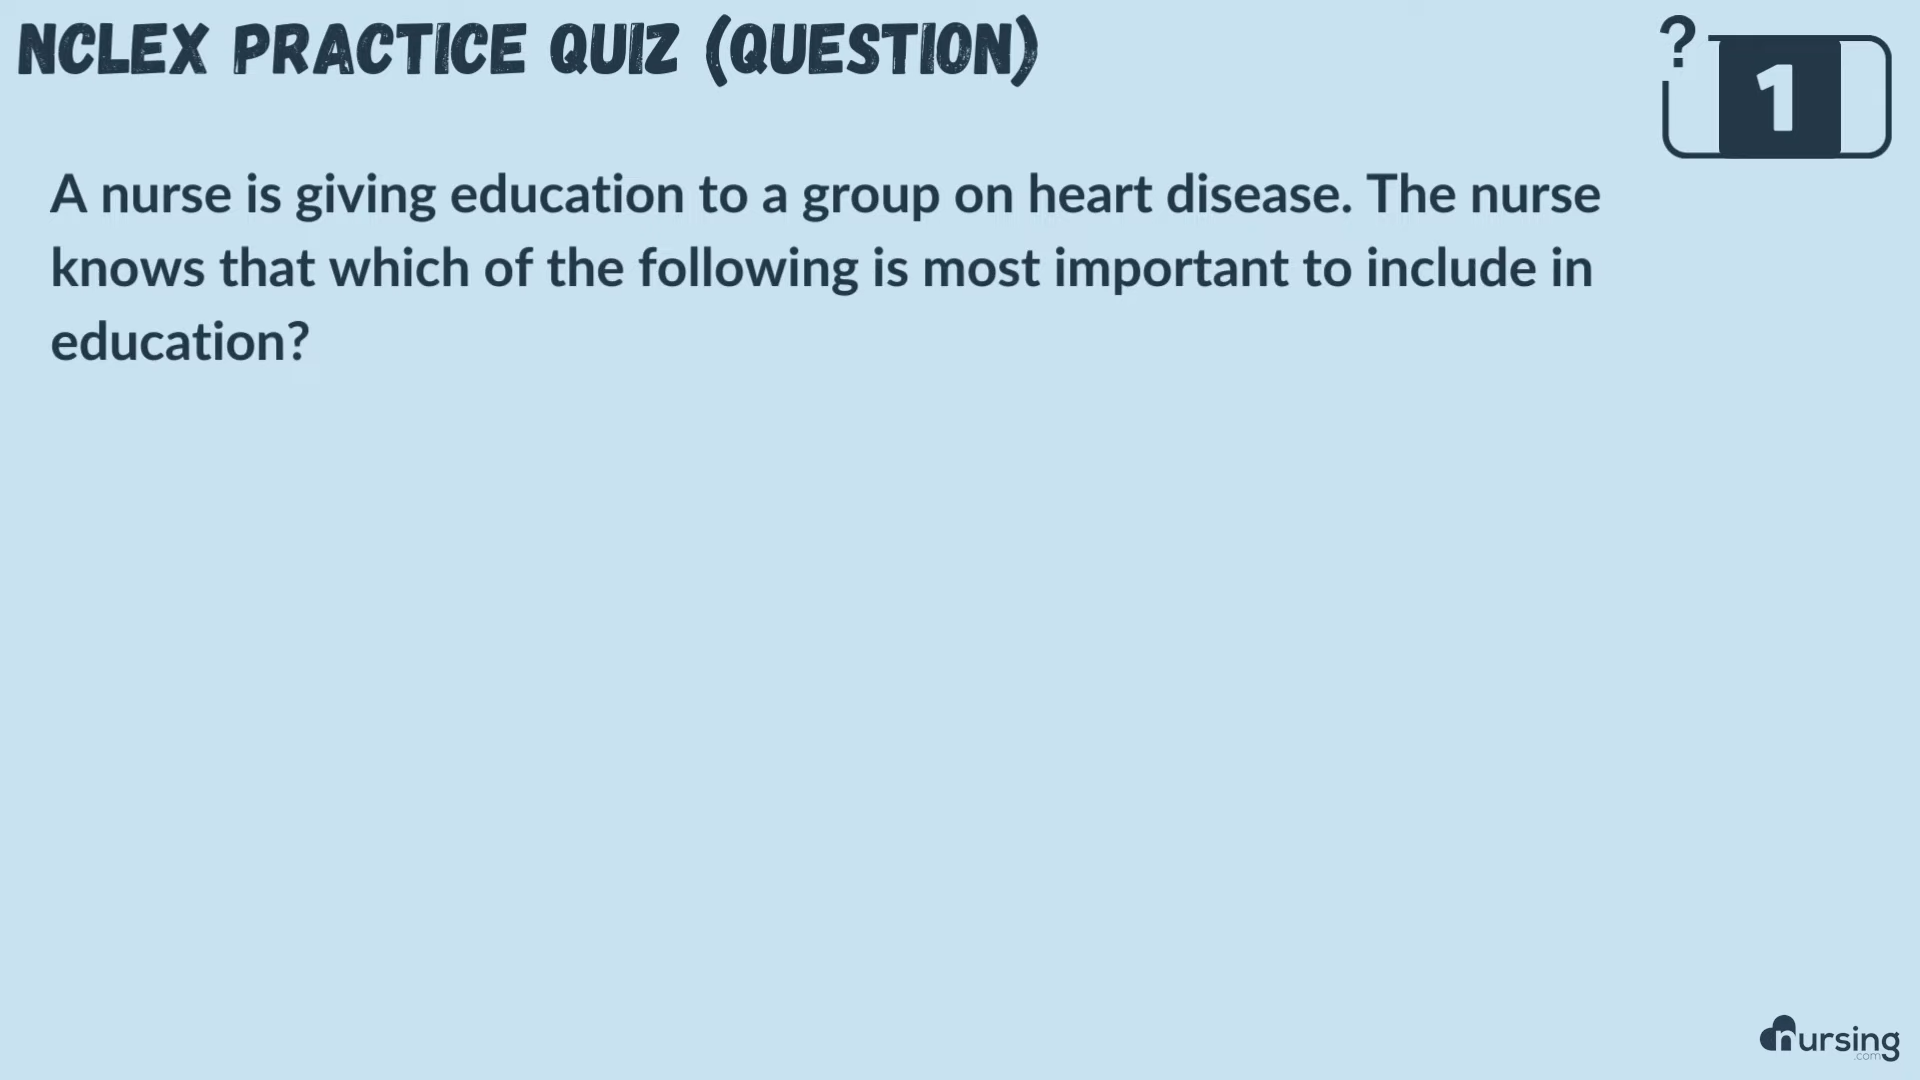 NCLEX PRACTICE QUIZ (QUESTION)
?
1
A nurse is giving education to a group on heart disease. The nurse
knows that which of the following is most important to include in
education?
nursing
.com